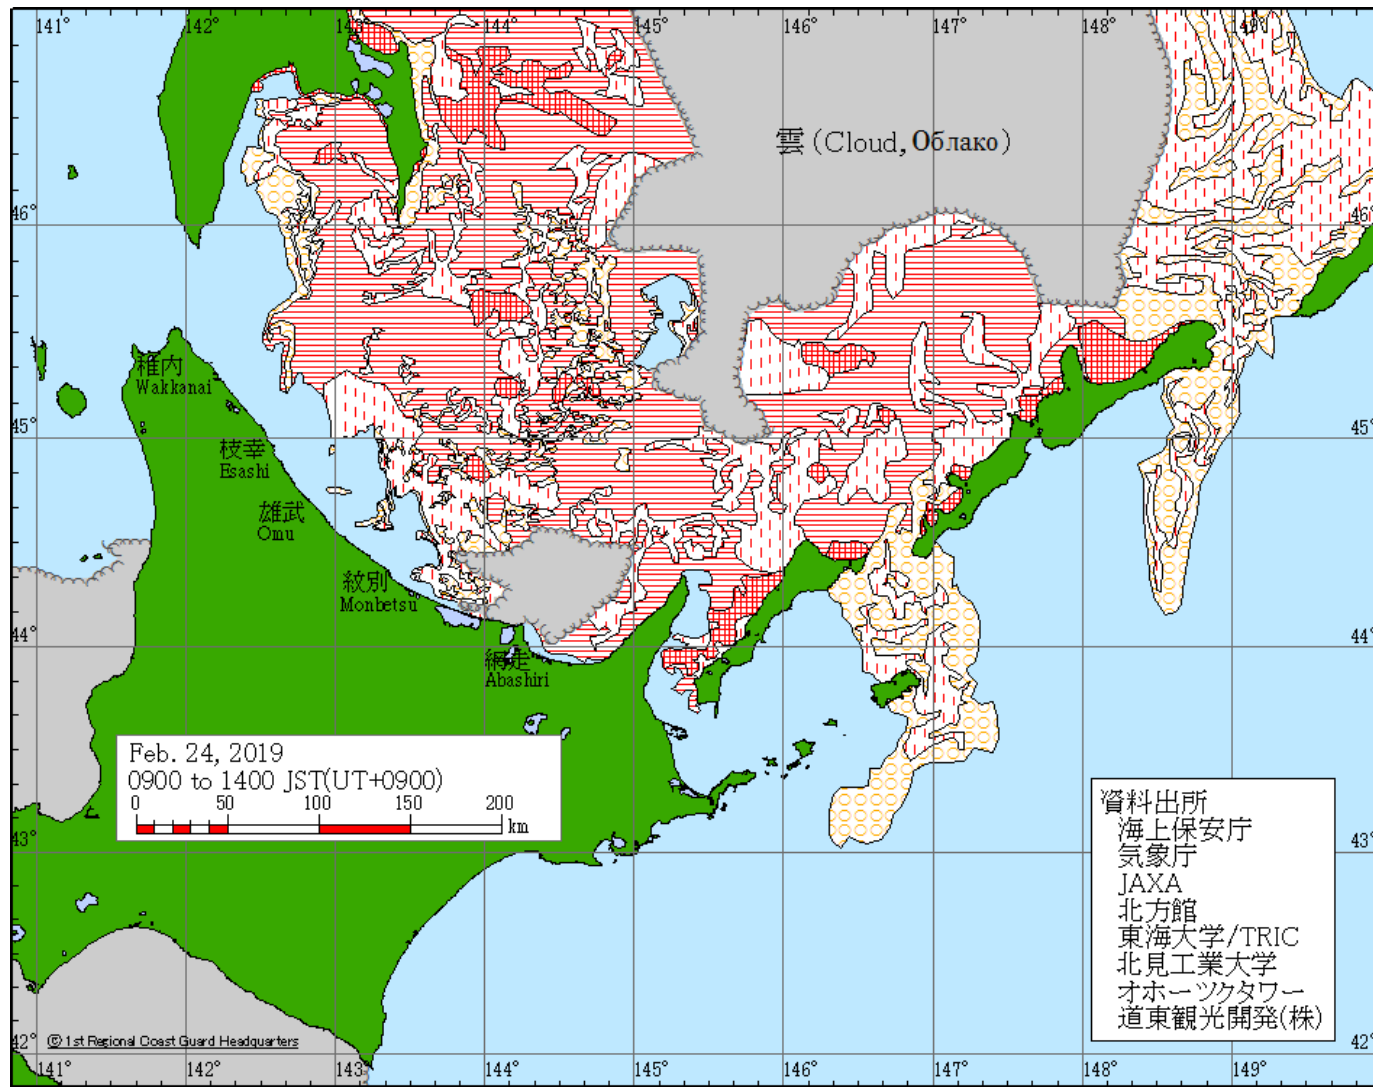 141° 142° 143° 144° 145° 146° 147° 148° 149°
雲(Cloud, Облако)
46° 46°
稚内
Wakkanai
45° 45°
枝幸
Esashi
雄武
Omu
紋別
Monbetsu
44° 44°
網走
Abashiri
Feb. 24, 2019
0900 to 1400 JST(UT+0900)
0 50 100 150 200
km
資料出所
海上保安庁
気象庁
JAXA
北方館
東海大学/TRIC
北見工業大学
オホーツクタワー
道東観光開発(株)
43° 43°
42° 42°
© 1st Regional Coast Guard Headquarters
141° 142° 143° 144° 145° 146° 147° 148° 149°